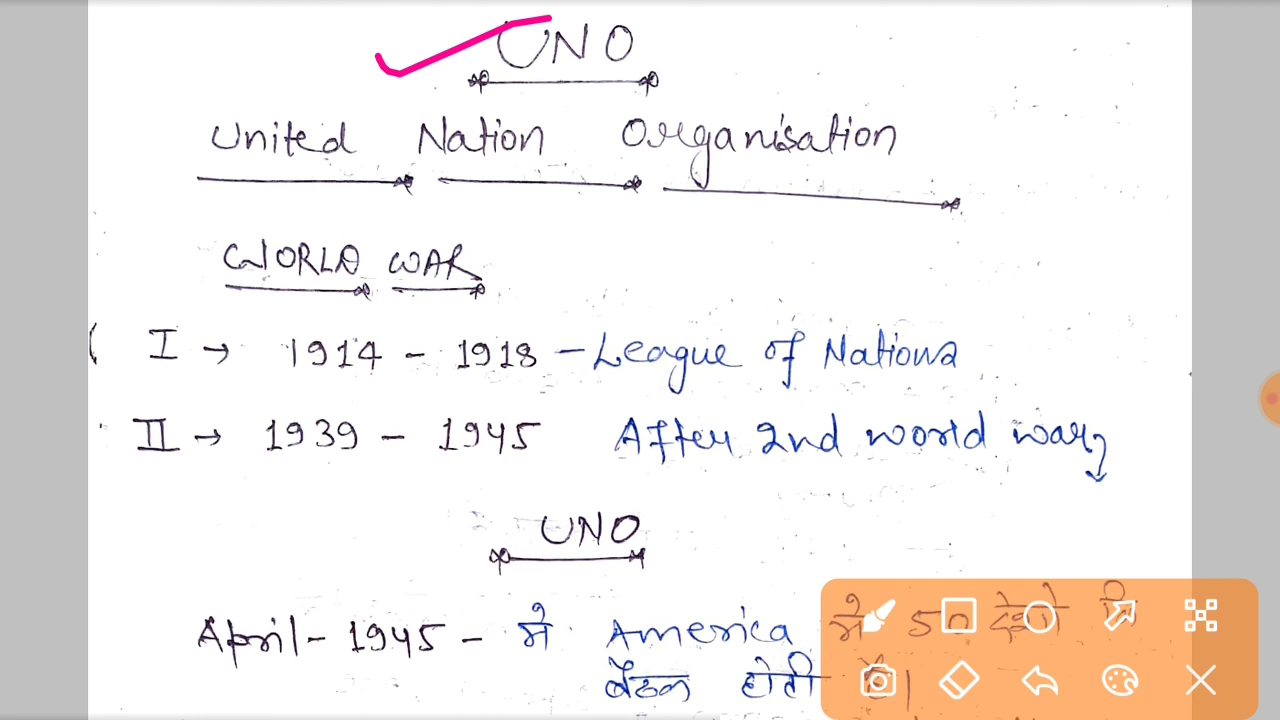 UNO
United Nation Organisation
WORLD WAR
I → 1914 - 1918 - League of Nations
II → 1939 - 1945 After 2nd world war
UNO
April - 1945 - में America में 50 देशो कि
बैठक होती है।